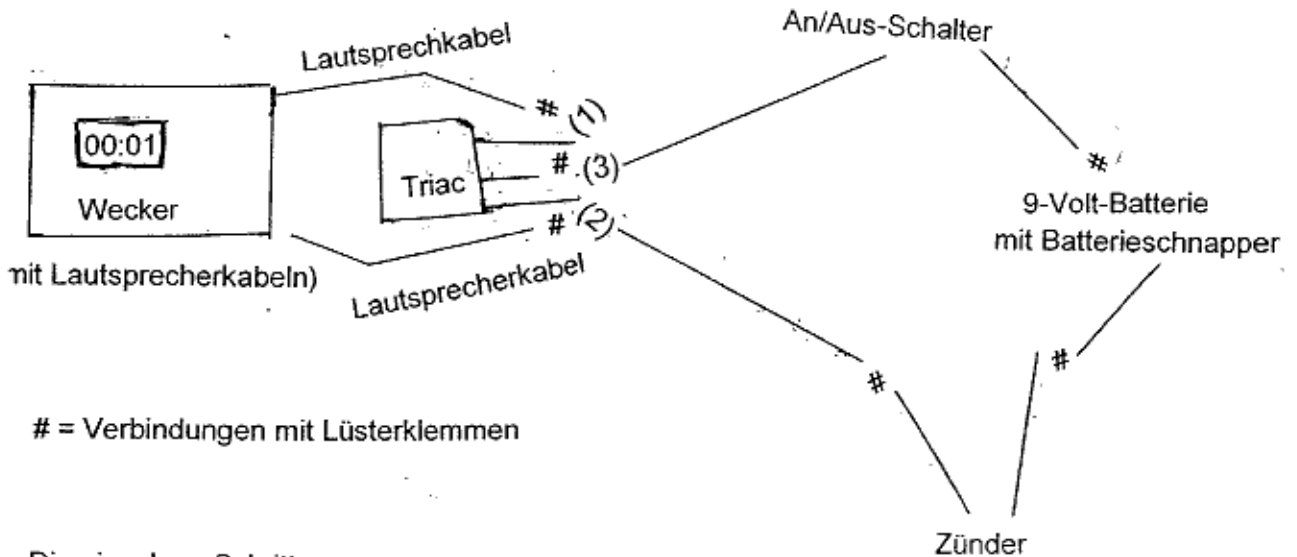 Lautsprechkabel
An/Aus-Schalter
# (1)
00:01
Triac
# (3)
#
Wecker
9-Volt-Batterie
# (2)
mit Batterieschnapper
mit Lautsprecherkabeln)
Lautsprecherkabel
#
#
# = Verbindungen mit Lüsterklemmen
Zünder